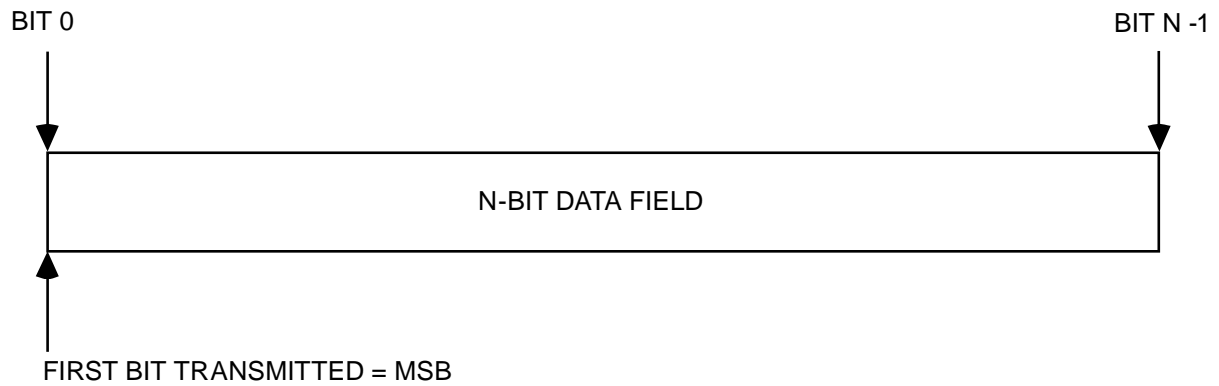 BIT 0
BIT N -1
N-BIT DATA FIELD
FIRST BIT TRANSMITTED = MSB